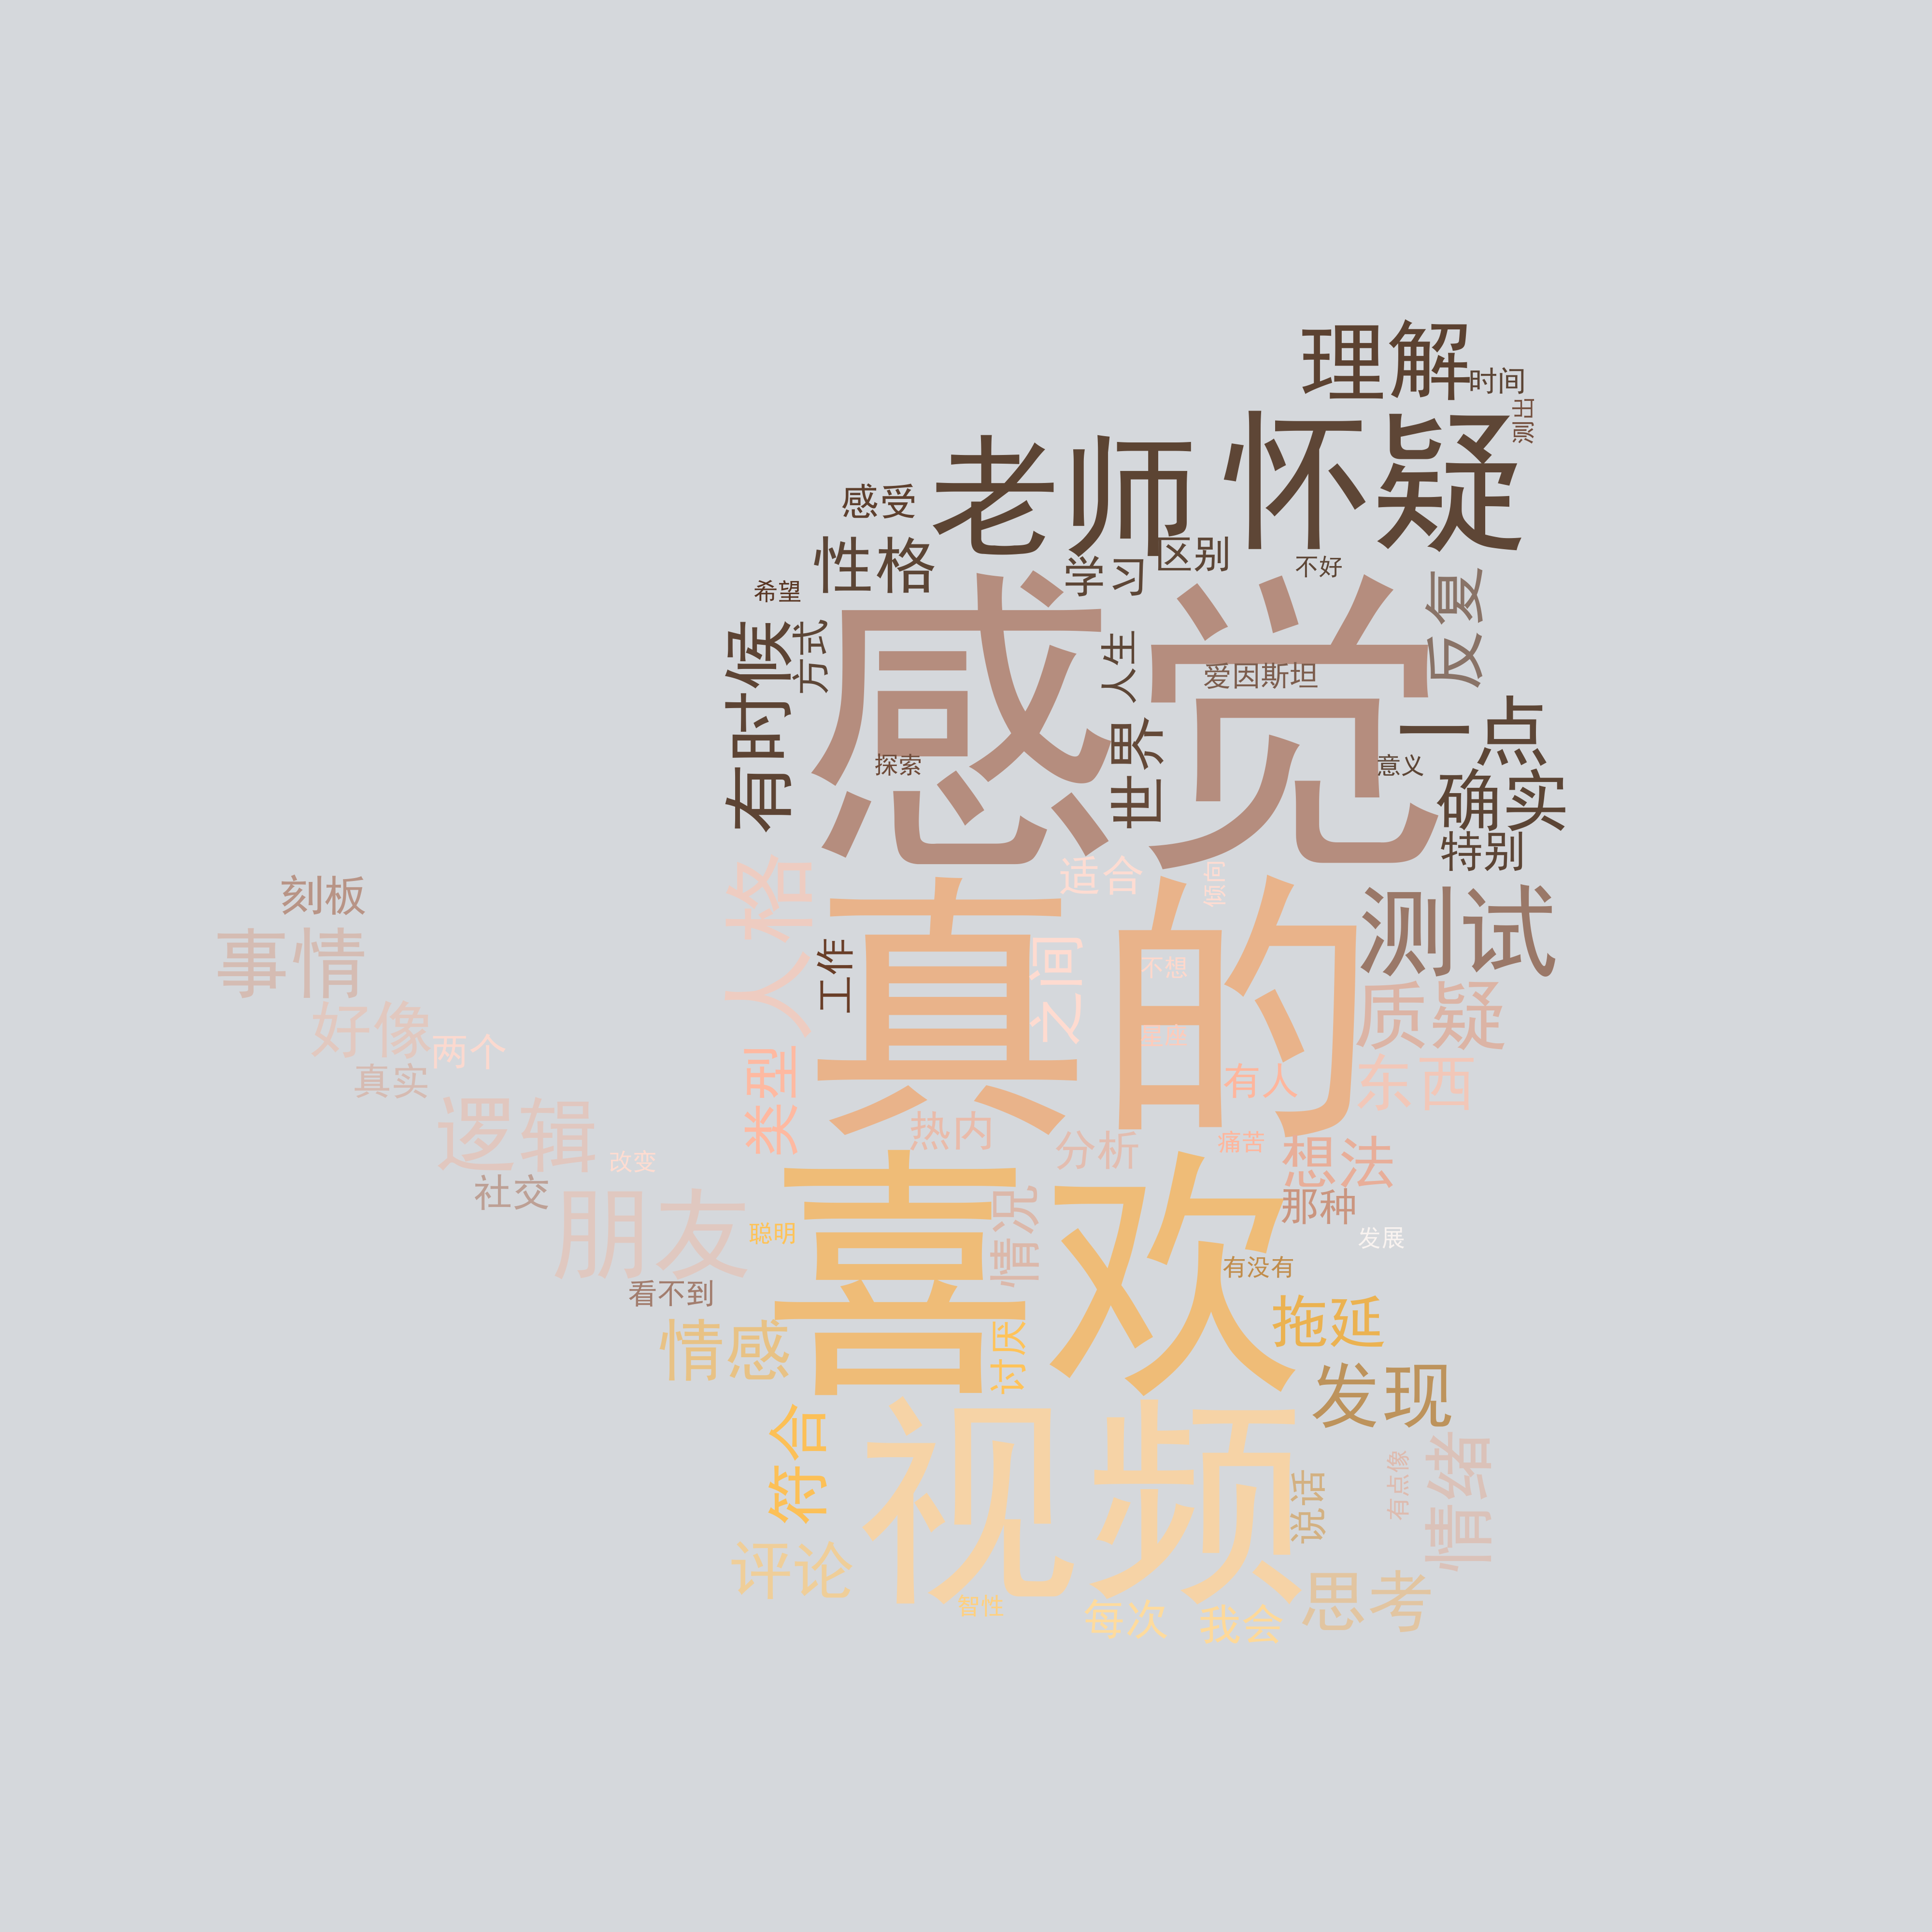 理解
时间
测出
怀疑
老师
感受
区别
性格
学习
不好
希望
感觉
反复
有时候
方式
人生
爱因斯坦
一点
世界
探索
意义
确实
特别
适合
倾向
刻板
人格
真的
测试
事情
工作
之间
不想
质疑
好像
两个
真实
类型
有人
东西
逻辑
热内
分析
痛苦
想法
改变
社交
朋友
喜欢
情况
那种
聪明
发展
有没有
看不到
情感
讨厌
拖延
发现
符合
视频
说话
有点像
情绪
评论
思考
每次
我会